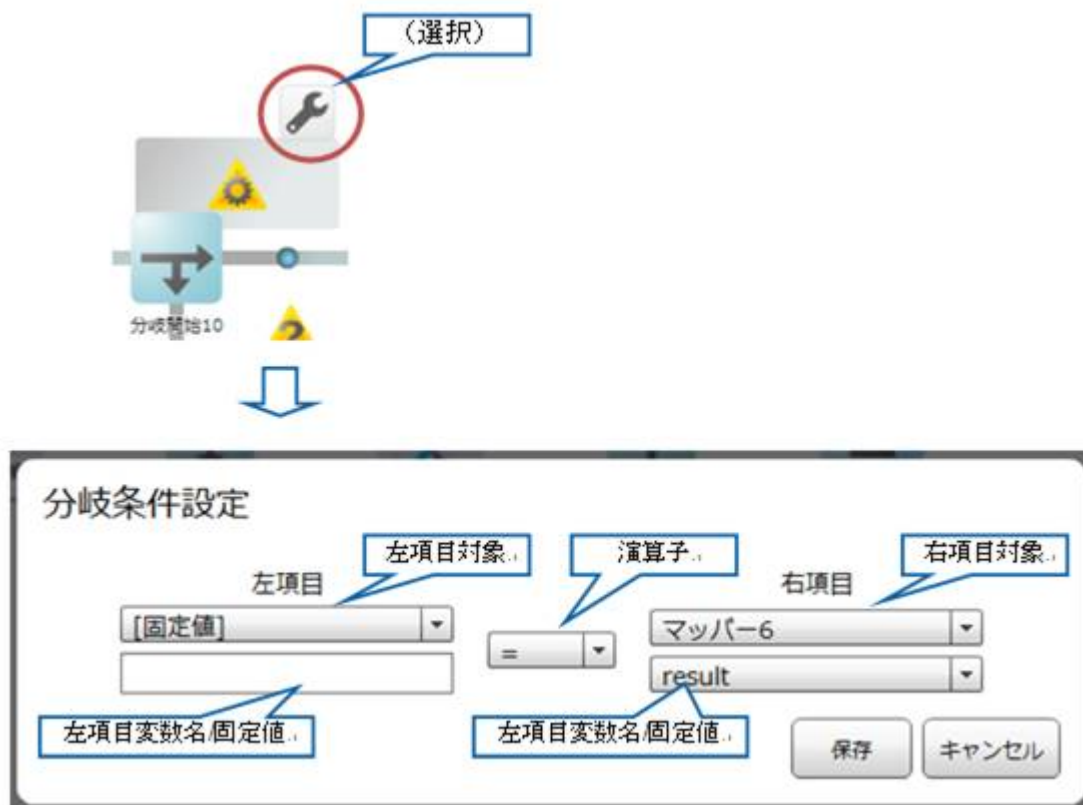 （選択）
分岐開始10
?
分岐条件設定
左項目対象
演算子
右項目対象
左項目
右項目
[固定値]
=
マッパー6
result
左項目変数名/固定値
左項目変数名/固定値
保存
キャンセル